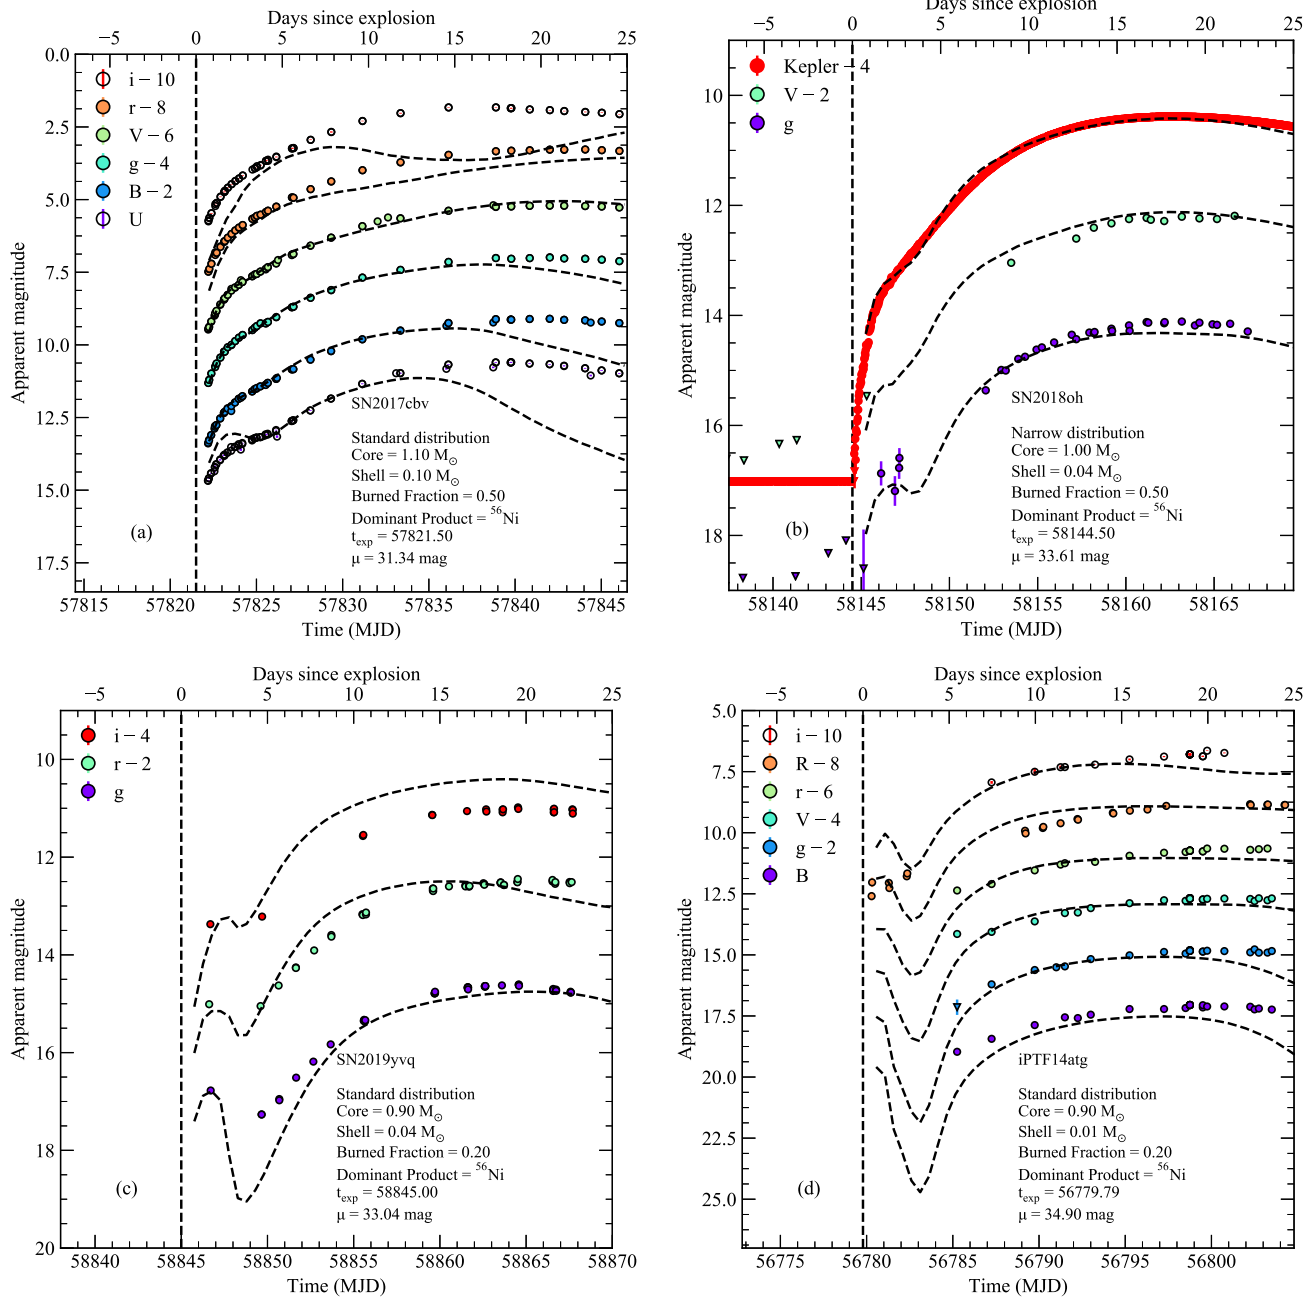 Days since explosion
−5 0 5 10 15 20 25
0.0
2.5
5.0
7.5
10.0
12.5
15.0
17.5
Apparent magnitude
i − 10
r − 8
V − 6
g − 4
B − 2
U
SN2017cbv
Standard distribution
Core = 1.10 M⊙
Shell = 0.10 M⊙
Burned Fraction = 0.50
Dominant Product = ⁵⁶Ni
t_exp = 57821.50
μ = 31.34 mag
(a)
57815 57820 57825 57830 57835 57840 57845
Time (MJD)
Days since explosion
−5 0 5 10 15 20 25
10
12
14
16
18
Apparent magnitude
Kepler − 4
V − 2
g
SN2018oh
Narrow distribution
Core = 1.00 M⊙
Shell = 0.04 M⊙
Burned Fraction = 0.50
Dominant Product = ⁵⁶Ni
t_exp = 58144.50
μ = 33.61 mag
(b)
58140 58145 58150 58155 58160 58165
Time (MJD)
Days since explosion
−5 0 5 10 15 20 25
10
12
14
16
18
20
Apparent magnitude
i − 4
r − 2
g
SN2019yvq
Standard distribution
Core = 0.90 M⊙
Shell = 0.04 M⊙
Burned Fraction = 0.20
Dominant Product = ⁵⁶Ni
t_exp = 58845.00
μ = 33.04 mag
(c)
58840 58845 58850 58855 58860 58865 58870
Time (MJD)
Days since explosion
−5 0 5 10 15 20 25
5.0
7.5
10.0
12.5
15.0
17.5
20.0
22.5
25.0
Apparent magnitude
i − 10
R − 8
r − 6
V − 4
g − 2
B
iPTF14atg
Standard distribution
Core = 0.90 M⊙
Shell = 0.01 M⊙
Burned Fraction = 0.20
Dominant Product = ⁵⁶Ni
t_exp = 56779.79
μ = 34.90 mag
(d)
56775 56780 56785 56790 56795 56800
Time (MJD)